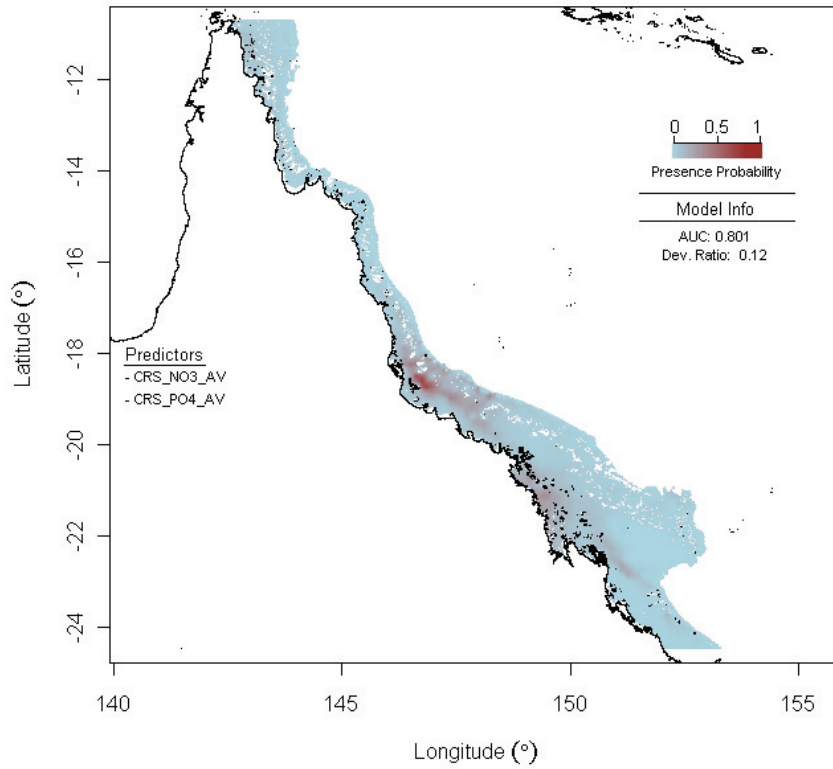 -12
-14
-16
-18
-20
-22
-24
Latitude (°)
0 0.5 1
Presence Probability
Model Info
AUC: 0.801
Dev. Ratio: 0.12
Predictors
- CRS_NO3_AV
- CRS_PO4_AV
140 145 150 155
Longitude (°)